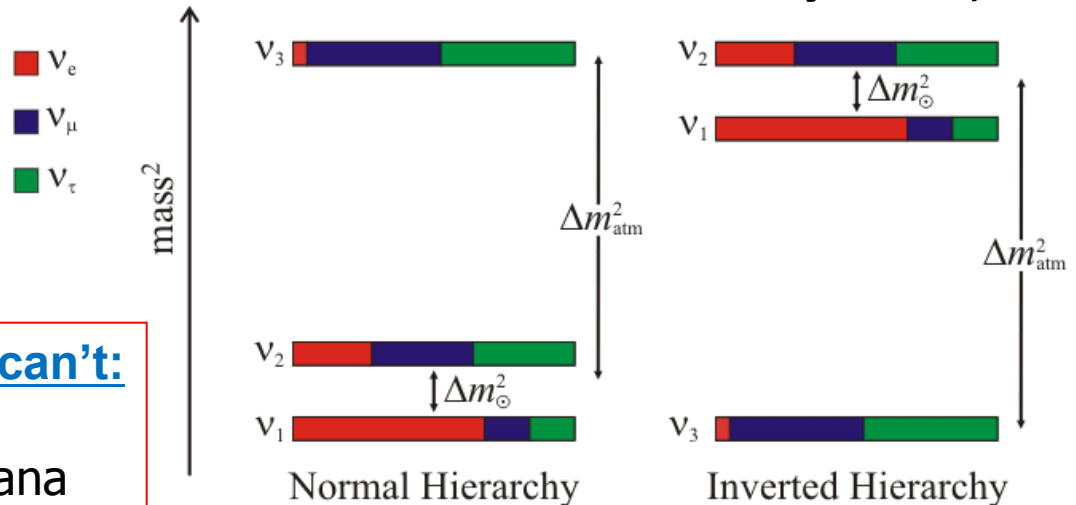 νe
νμ
ντ
mass²
ν₃
Δm²atm
ν₂
Δm²⊙
ν₁
Normal Hierarchy
ν₂
Δm²⊙
ν₁
Δm²atm
ν₃
Inverted Hierarchy
can’t:
ana